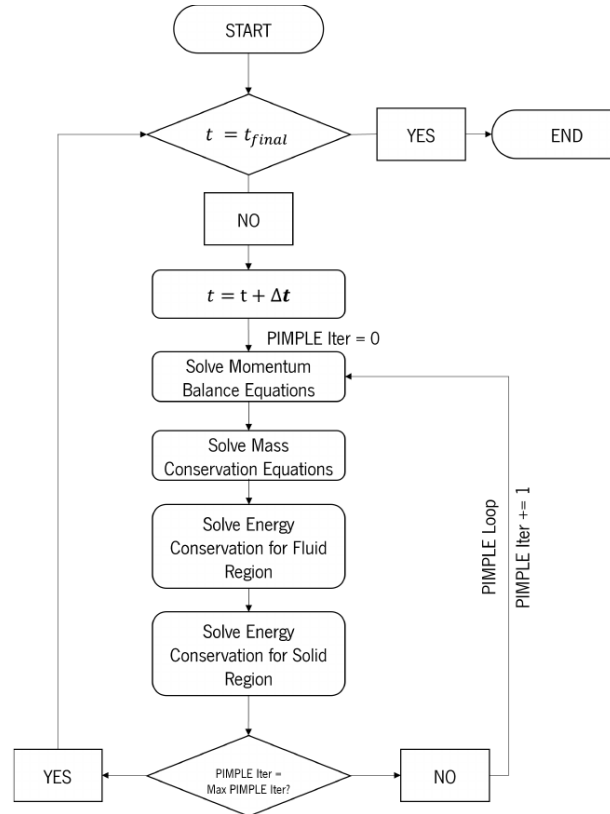 START
t = t_final
YES
END
NO
t = t + Δt
PIMPLE Iter = 0
Solve Momentum
Balance Equations
Solve Mass
Conservation Equations
Solve Energy
Conservation for Fluid
Region
Solve Energy
Conservation for Solid
Region
PIMPLE Iter =
Max PIMPLE Iter?
YES
NO
PIMPLE Loop
PIMPLE Iter += 1